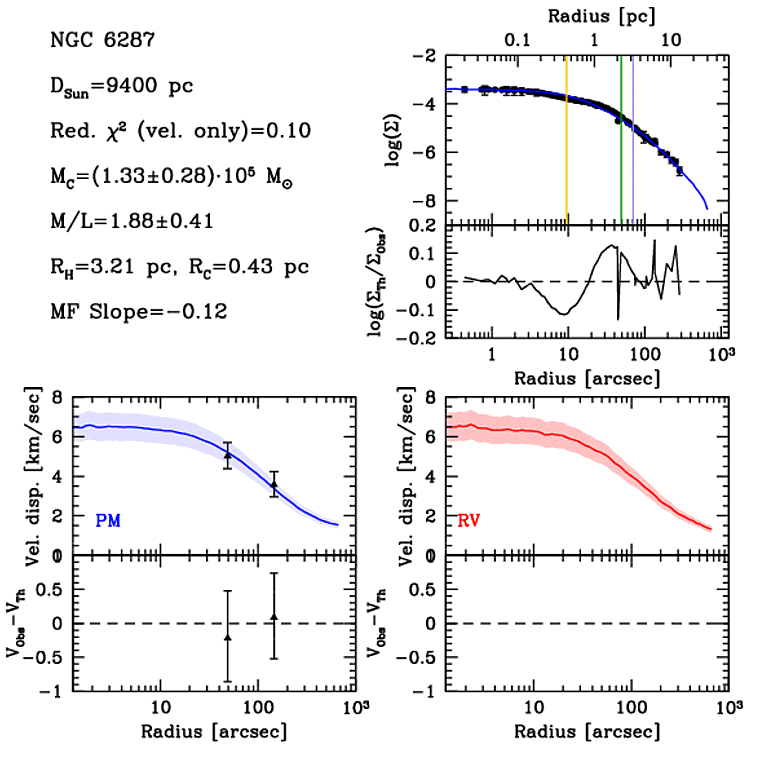 NGC 6287
D_Sun=9400 pc
Red. χ² (vel. only)=0.10
M_C=(1.33±0.28)·10⁵ M_⊙
M/L=1.88±0.41
R_H=3.21 pc, R_C=0.43 pc
MF Slope=−0.12
Radius [pc]
0.1 1 10
−2
−4
−6
−8
log(Σ)
0.2
0.1
0
−0.1
−0.2
log(Σ_Th/Σ_Obs)
1 10 100 10³
Radius [arcsec]
8
6
4
2
0
Vel. disp. [km/sec]
PM
0.5
0
−0.5
−1
V_Obs−V_Th
10 100 10³
Radius [arcsec]
8
6
4
2
0
Vel. disp. [km/sec]
RV
0.5
0
−0.5
−1
V_Obs−V_Th
10 100 10³
Radius [arcsec]